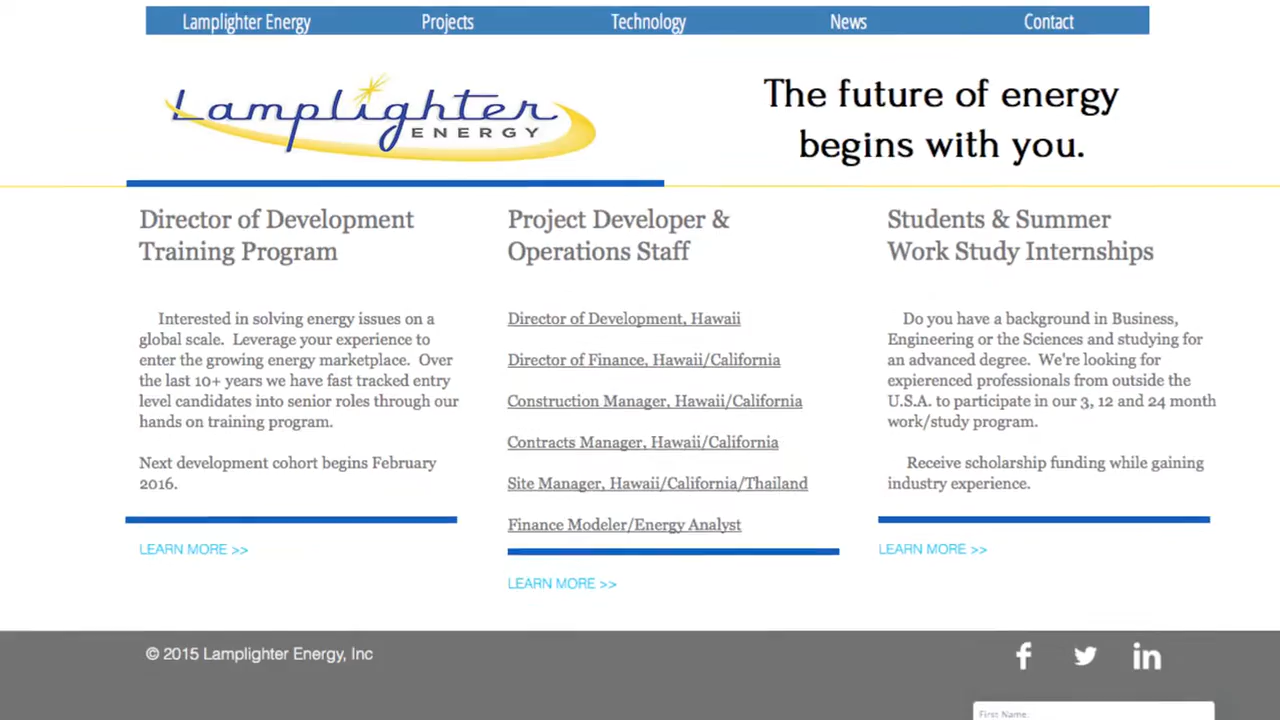 Lamplighter Energy
Projects
Technology
News
Contact
Lamplighter
ENERGY
The future of energy
begins with you.
Director of Development
Training Program
Interested in solving energy issues on a
global scale. Leverage your experience to
enter the growing energy marketplace. Over
the last 10+ years we have fast tracked entry
level candidates into senior roles through our
hands on training program.
Next development cohort begins February
2016.
LEARN MORE >>
Project Developer &
Operations Staff
Director of Development, Hawaii
Director of Finance, Hawaii/California
Construction Manager, Hawaii/California
Contracts Manager, Hawaii/California
Site Manager, Hawaii/California/Thailand
Finance Modeler/Energy Analyst
LEARN MORE >>
Students & Summer
Work Study Internships
Do you have a background in Business,
Engineering or the Sciences and studying for
an advanced degree. We're looking for
expierenced professionals from outside the
U.S.A. to participate in our 3, 12 and 24 month
work/study program.
Receive scholarship funding while gaining
industry experience.
LEARN MORE >>
© 2015 Lamplighter Energy, Inc
First Name.